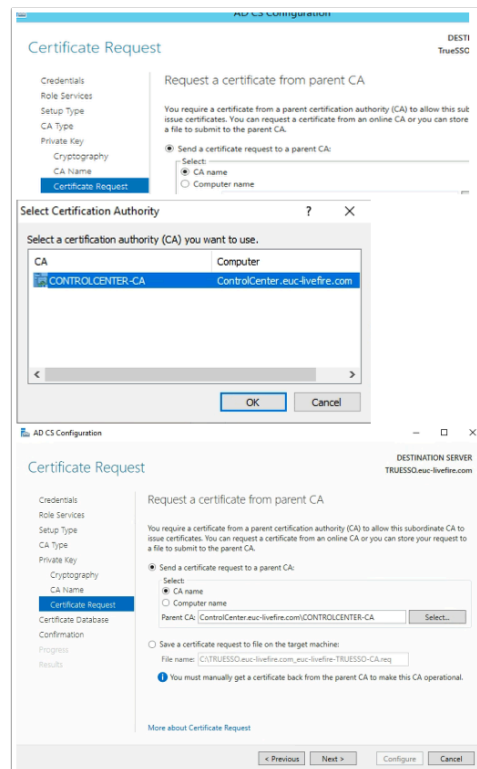 AD CS Configuration
Certificate Request
DESTI
TrueSSO
Credentials
Role Services
Setup Type
CA Type
Private Key
Cryptography
CA Name
Certificate Request
Request a certificate from parent CA
You require a certificate from a parent certification authority (CA) to allow this sub
issue certificates. You can request a certificate from an online CA or you can store
a file to submit to the parent CA.
Send a certificate request to a parent CA:
Select:
CA name
Computer name
Select Certification Authority
? X
Select a certification authority (CA) you want to use.
CA Computer
CONTROLCENTER-CA ControlCenter.euc-livefire.com
OK Cancel
AD CS Configuration
Certificate Request
DESTINATION SERVER
TRUESSO.euc-livefire.com
Credentials
Role Services
Setup Type
CA Type
Private Key
Cryptography
CA Name
Certificate Request
Certificate Database
Confirmation
Progress
Results
Request a certificate from parent CA
You require a certificate from a parent certification authority (CA) to allow this subordinate CA to
issue certificates. You can request a certificate from an online CA or you can store your request to
a file to submit to the parent CA.
Send a certificate request to a parent CA:
Select:
CA name
Computer name
Parent CA: ControlCenter.euc-livefire.com\CONTROLCENTER-CA Select...
Save a certificate request to file on the target machine:
File name: C:\TRUESSO.euc-livefire.com_euc-livefire-TRUESSO-CA.req
You must manually get a certificate back from the parent CA to make this CA operational.
More about Certificate Request
< Previous Next > Configure Cancel